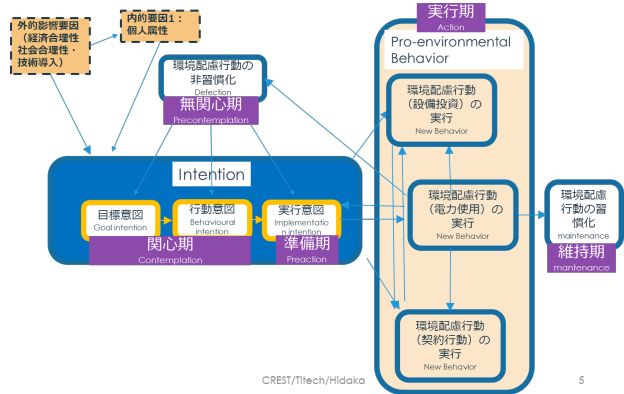 外的影響要因
（経済合理性
社会合理性・
技術導入）
内的要因1：
個人属性
環境配慮行動の
非習慣化
Defection
無関心期
Precontemplation
Intention
目標意図
Goal intention
行動意図
Behavioural
intention
実行意図
Implementatio
n intention
関心期
Contemplation
準備期
Preaction
実行期
Action
Pro-environmental
Behavior
環境配慮行動
（設備投資）の
実行
New Behavior
環境配慮行動
（電力使用）の
実行
New Behavior
環境配慮行動
（契約行動）の
実行
New Behavior
環境配慮
行動の習
慣化
maintenance
維持期
mantenance
CREST/TItech/Hidaka
5